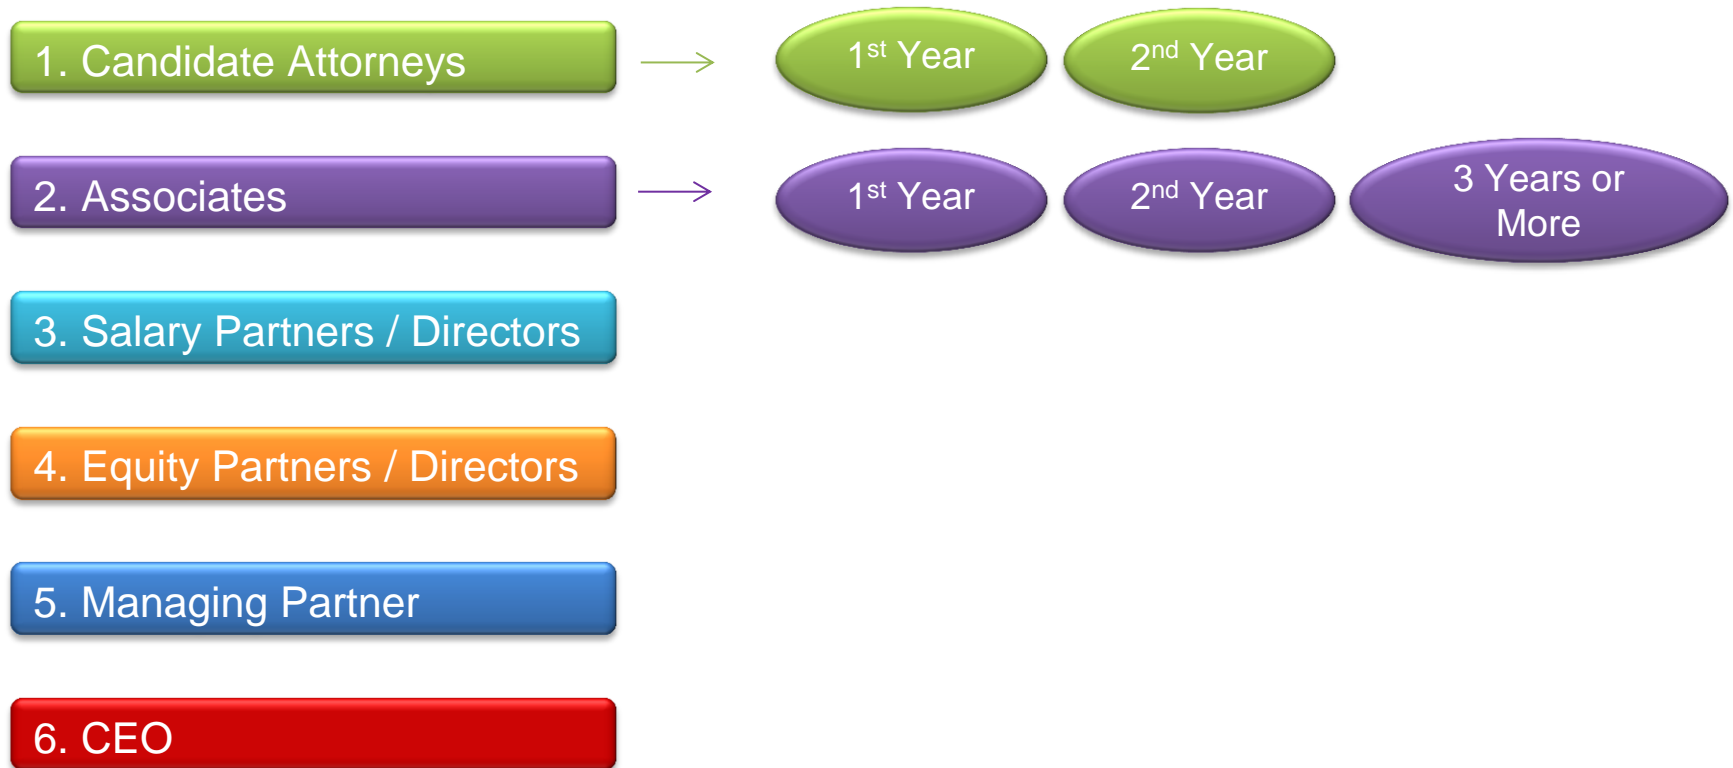 1. Candidate Attorneys
1st Year
2nd Year
2. Associates
1st Year
2nd Year
3 Years or
More
3. Salary Partners / Directors
4. Equity Partners / Directors
5. Managing Partner
6. CEO